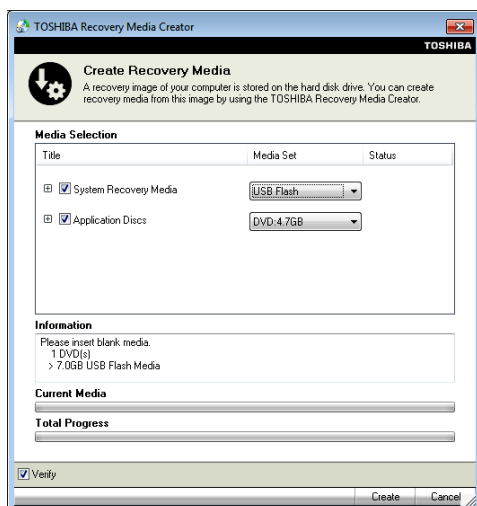 TOSHIBA Recovery Media Creator
TOSHIBA
Create Recovery Media
A recovery image of your computer is stored on the hard disk drive. You can create
recovery media from this image by using the TOSHIBA Recovery Media Creator.
Media Selection
Title Media Set Status
System Recovery Media USB Flash
Application Discs DVD:4.7GB
Information
Please insert blank media.
1 DVD(s)
> 7.0GB USB Flash Media
Current Media
Total Progress
Verify
Create Cancel